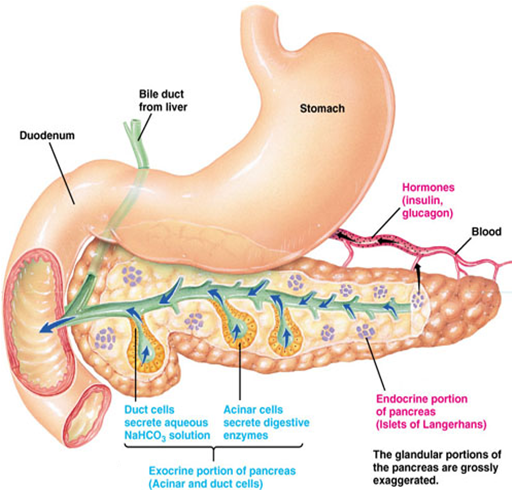 Bile duct
from liver
Stomach
Duodenum
Hormones
(insulin,
glucagon)
Blood
Duct cells
secrete aqueous
NaHCO₃ solution
Acinar cells
secrete digestive
enzymes
Exocrine portion of pancreas
(Acinar and duct cells)
Endocrine portion
of pancreas
(Islets of Langerhans)
The glandular portions of
the pancreas are grossly
exaggerated.